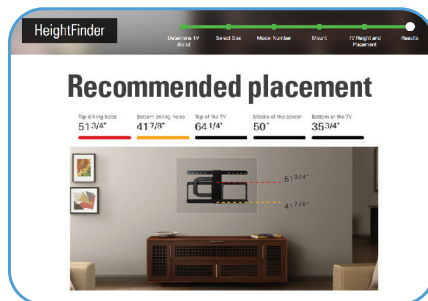 HeightFinder
Determine TV Brand
Select Size
Model Number
Mount
TV Height and Placement
Results
Recommended placement
Top drilling holes
51 3/4"
Bottom drilling holes
41 7/8"
Top of the TV
64 1/4"
Middle of the screen
50"
Bottom of the TV
35 3/4"
51 3/4"
41 7/8"